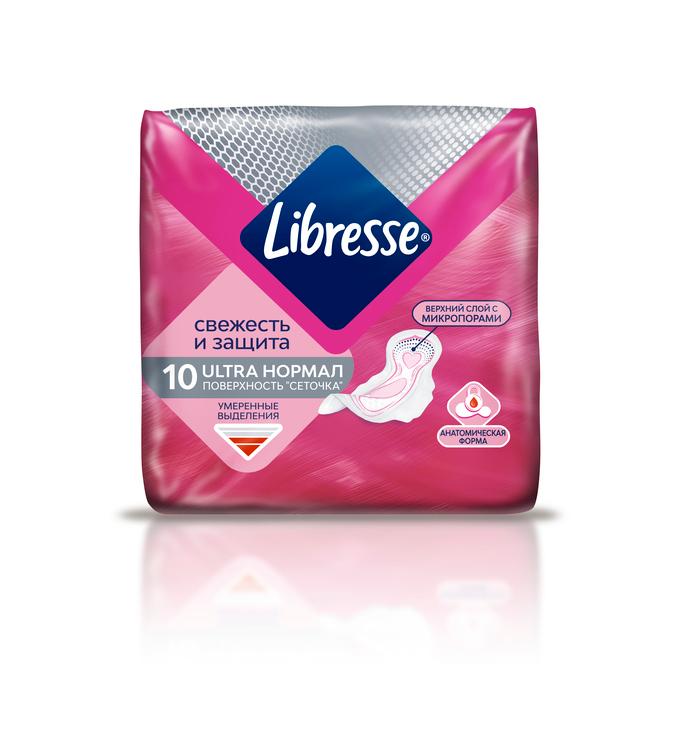 Libresse®
свежесть
и защита
10 ULTRA НОРМАЛ
ПОВЕРХНОСТЬ "СЕТОЧКА"
УМЕРЕННЫЕ
ВЫДЕЛЕНИЯ
ВЕРХНИЙ СЛОЙ С
МИКРОПОРАМИ
АНАТОМИЧЕСКАЯ
ФОРМА